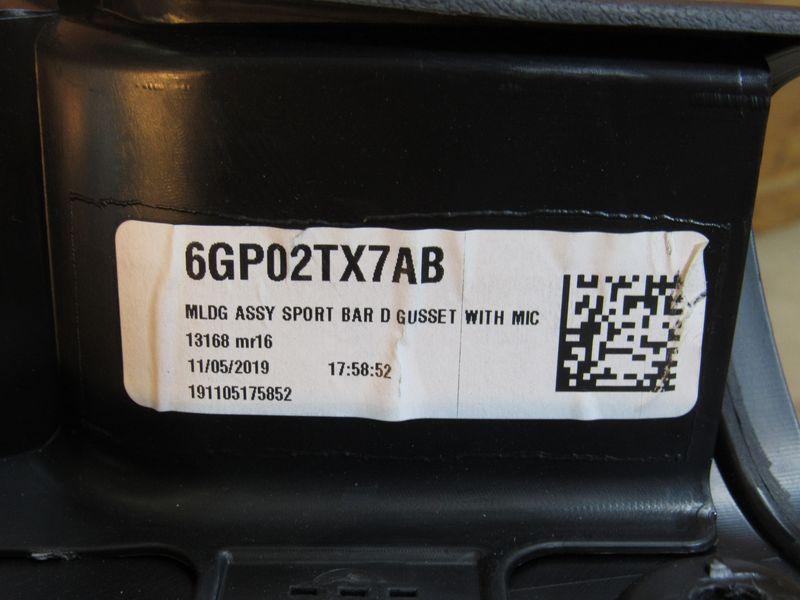 6GP02TX7AB
MLDG ASSY SPORT BAR D GUSSET WITH MIC
13168 mr16
11/05/2019 17:58:52
191105175852